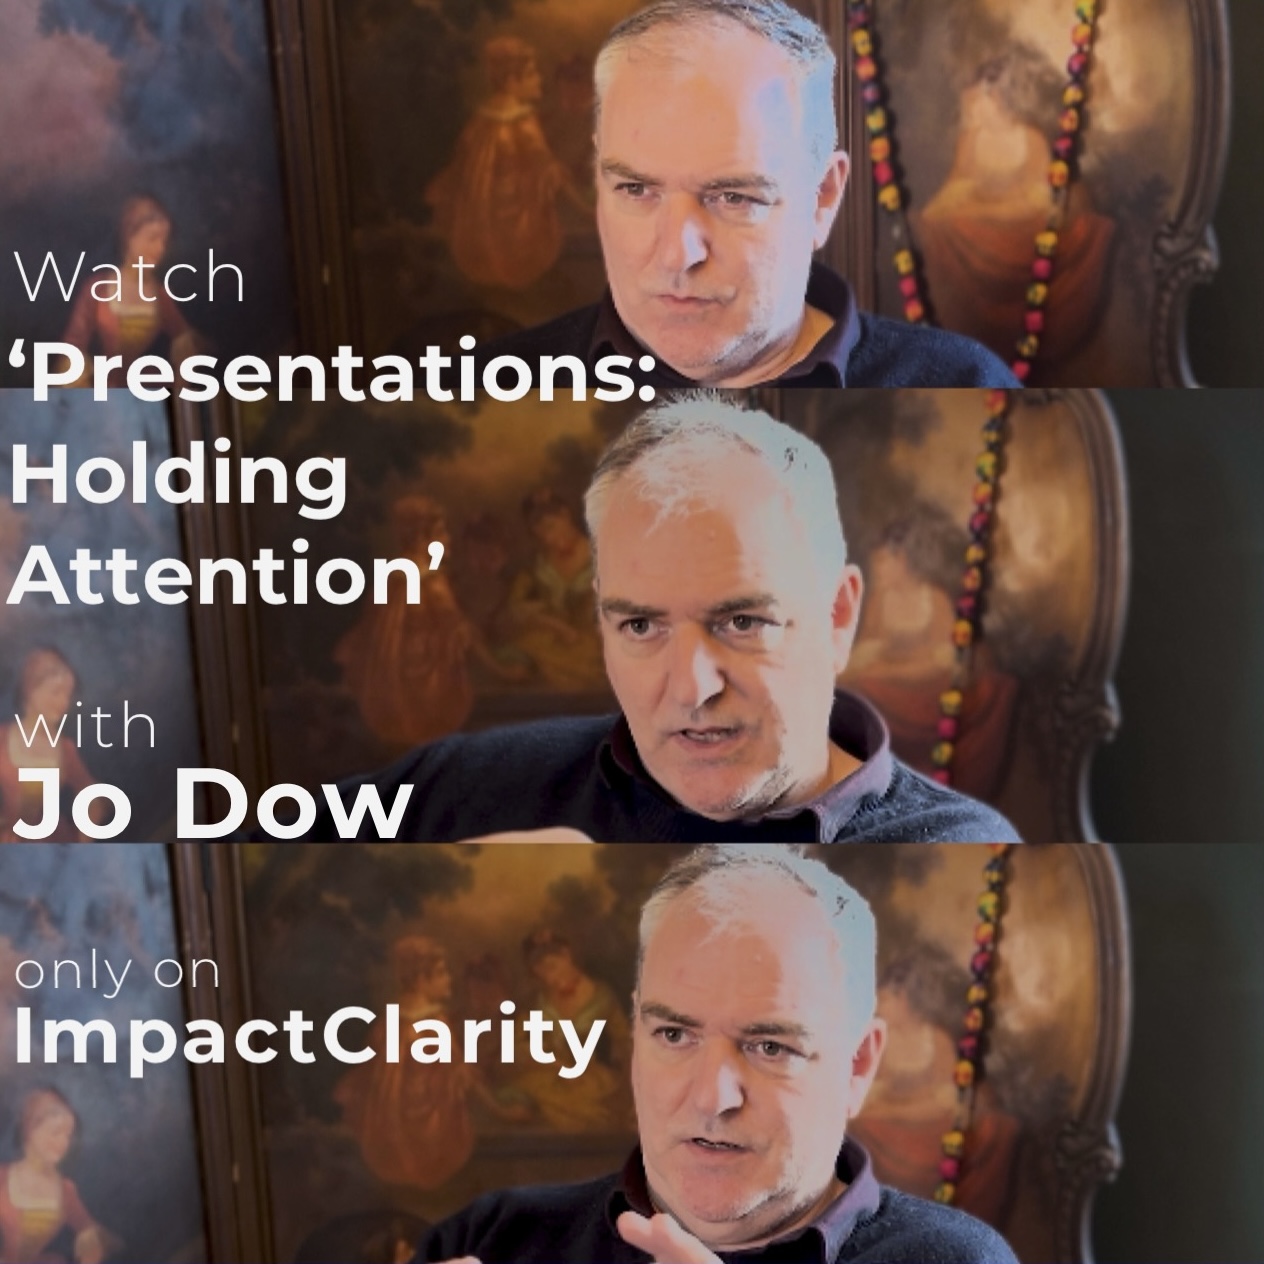 Watch
‘Presentations:
Holding
Attention’
with
Jo Dow
only on
ImpactClarity